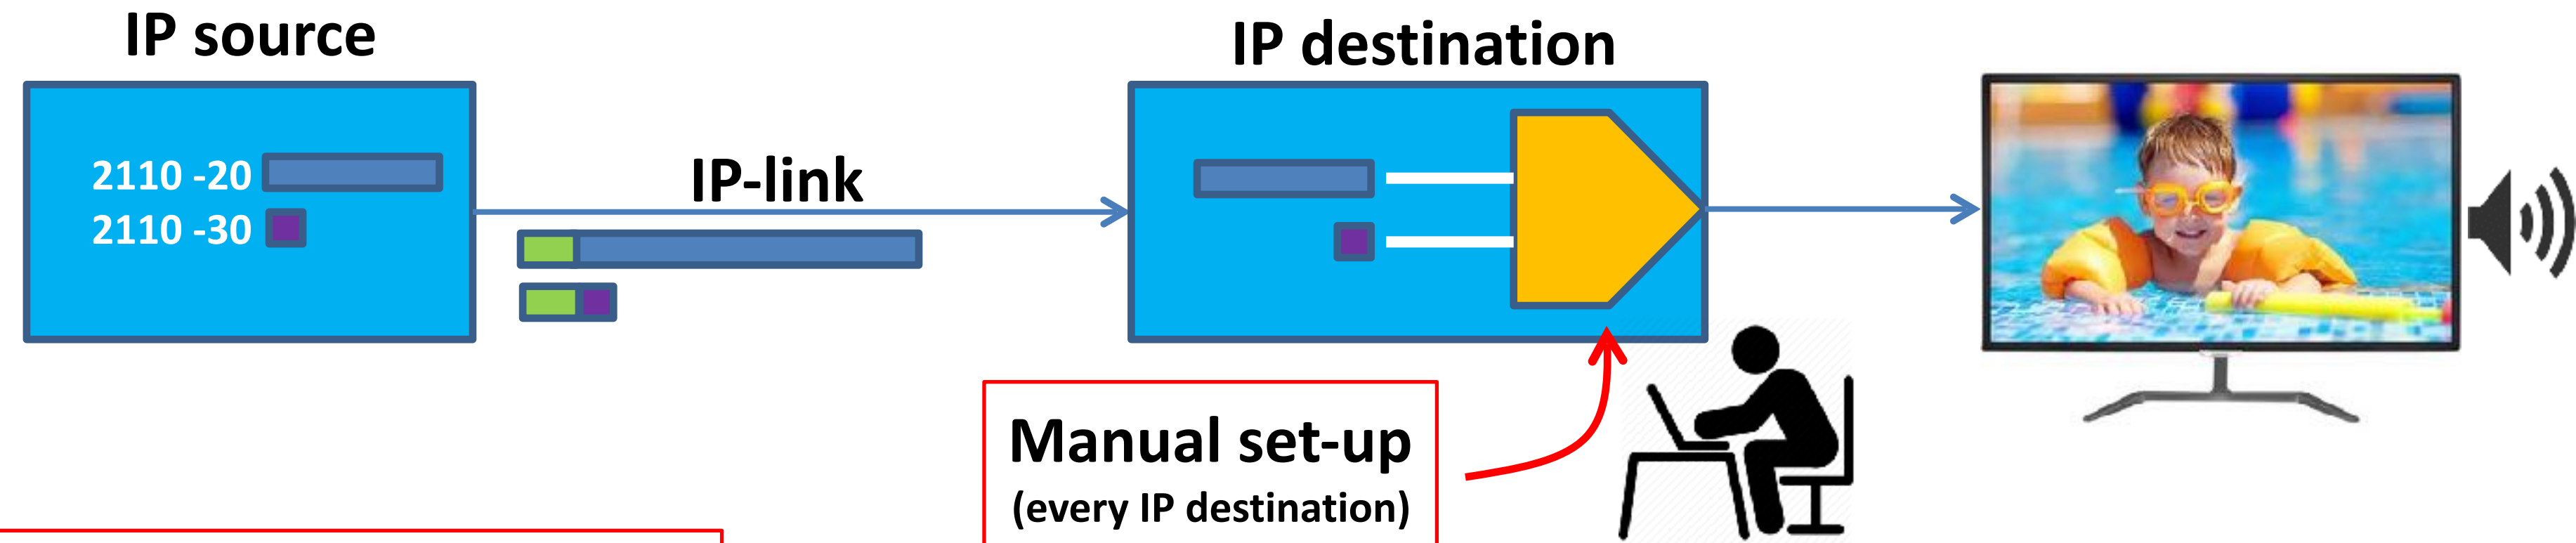 IP source
IP destination
2110 -20
2110 -30
IP-link
Manual set-up
(every IP destination)